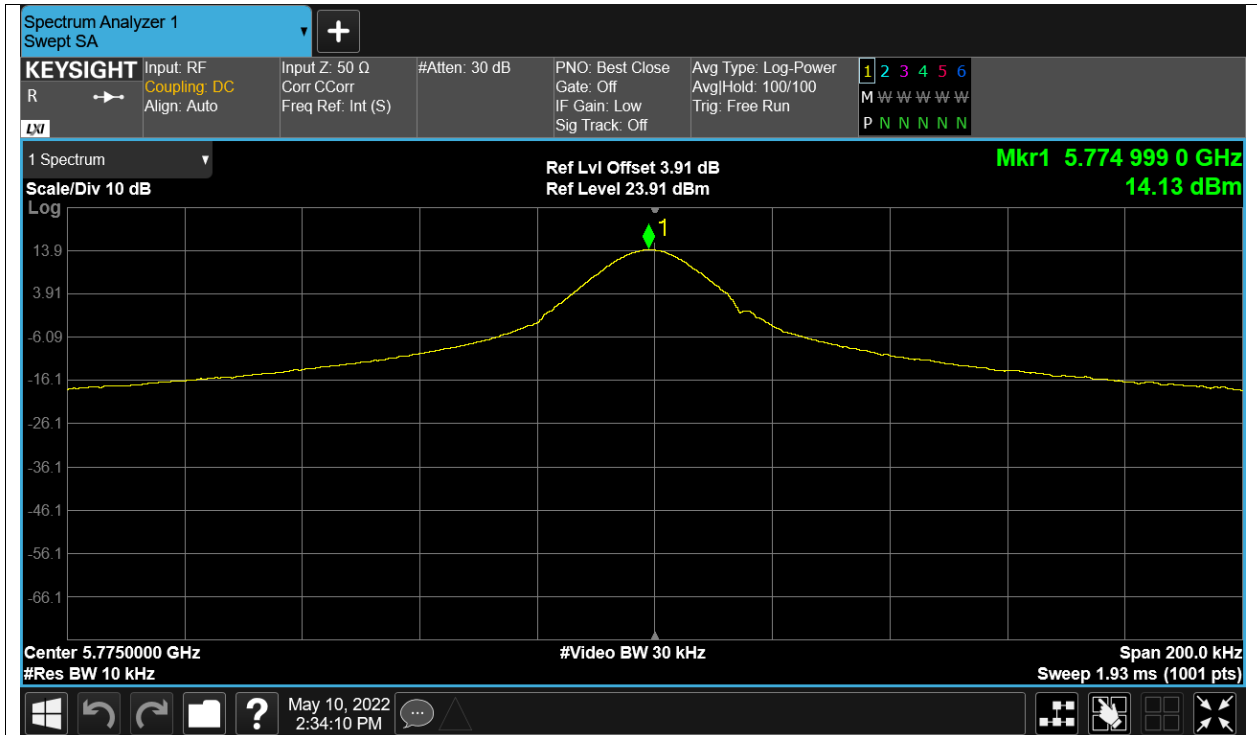 Spectrum Analyzer 1
Swept SA
+
KEYSIGHT
R
LXI
Input: RF
Coupling: DC
Align: Auto
Input Z: 50 Ω
Corr CCorr
Freq Ref: Int (S)
#Atten: 30 dB
PNO: Best Close
Gate: Off
IF Gain: Low
Sig Track: Off
Avg Type: Log-Power
Avg|Hold: 100/100
Trig: Free Run
1 2 3 4 5 6
M W W W W W W
P N N N N N N
1 Spectrum
Scale/Div 10 dB
Log
Ref Lvl Offset 3.91 dB
Ref Level 23.91 dBm
Mkr1 5.774 999 0 GHz
14.13 dBm
1
13.9
3.91
-6.09
-16.1
-26.1
-36.1
-46.1
-56.1
-66.1
Center 5.7750000 GHz
#Res BW 10 kHz
#Video BW 30 kHz
Span 200.0 kHz
Sweep 1.93 ms (1001 pts)
?
May 10, 2022
2:34:10 PM